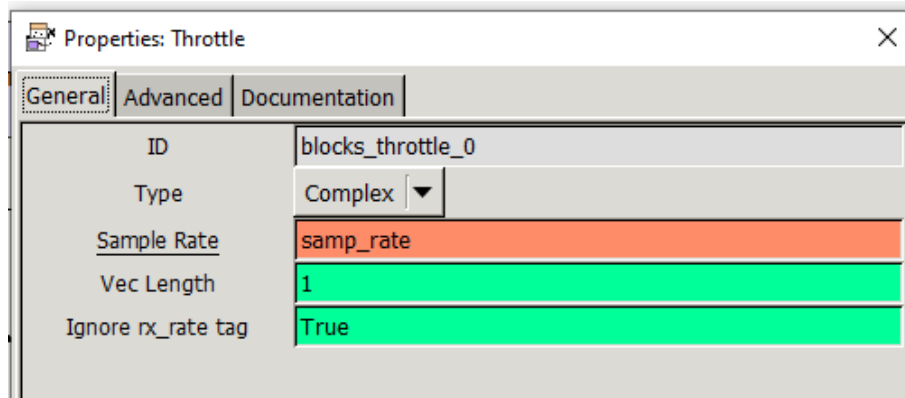 Properties: Throttle
General Advanced Documentation
ID blocks_throttle_0
Type Complex
Sample Rate samp_rate
Vec Length 1
Ignore rx_rate tag True